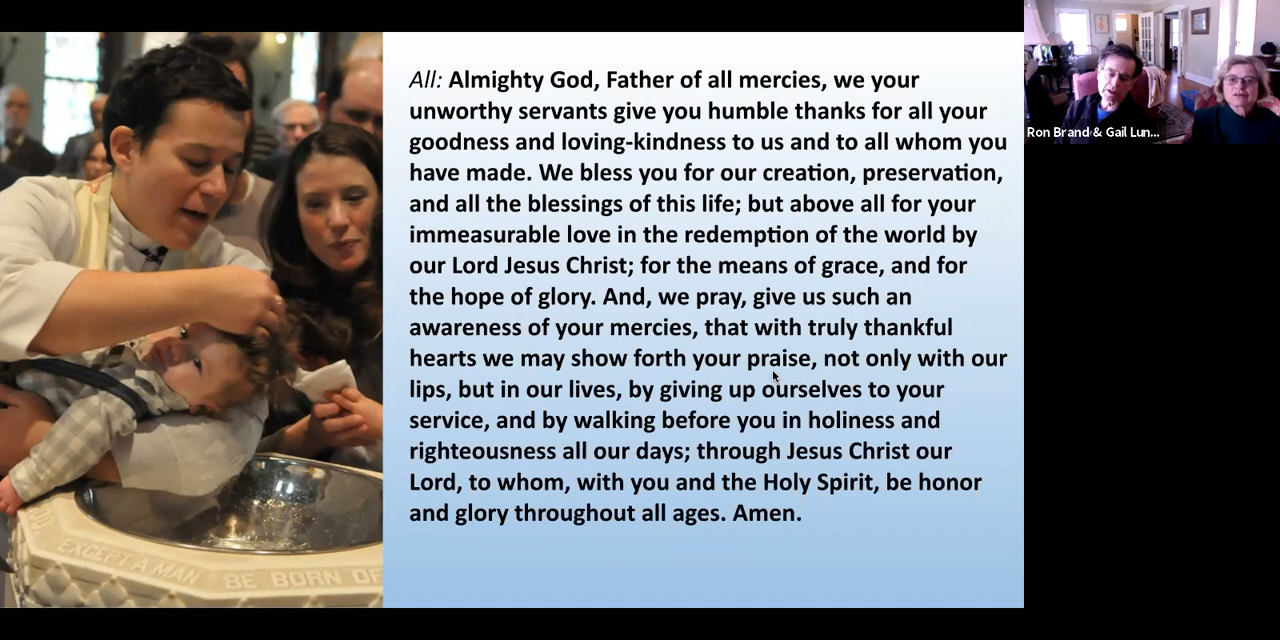 All: Almighty God, Father of all mercies, we your
unworthy servants give you humble thanks for all your
goodness and loving-kindness to us and to all whom you
have made. We bless you for our creation, preservation,
and all the blessings of this life; but above all for your
immeasurable love in the redemption of the world by
our Lord Jesus Christ; for the means of grace, and for
the hope of glory. And, we pray, give us such an
awareness of your mercies, that with truly thankful
hearts we may show forth your praise, not only with our
lips, but in our lives, by giving up ourselves to your
service, and by walking before you in holiness and
righteousness all our days; through Jesus Christ our
Lord, to whom, with you and the Holy Spirit, be honor
and glory throughout all ages. Amen.
EXCEPT A MAN BE BORN OF
Ron Brand & Gail Lun...